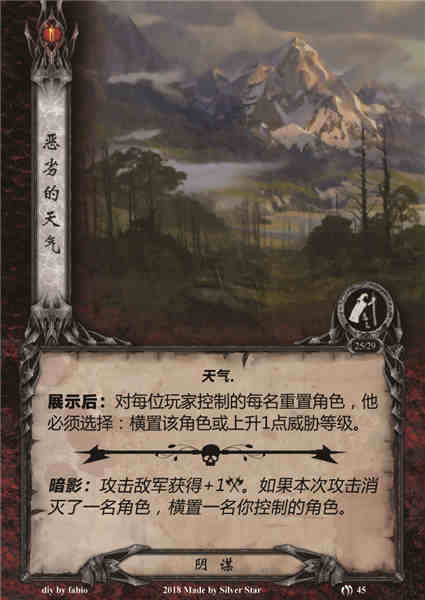 恶劣的天气
25/29
天气.
展示后：对每位玩家控制的每名重置角色，他
必须选择：横置该角色或上升1点威胁等级。
暗影：攻击敌军获得+1。如果本次攻击消
灭了一名角色，横置一名你控制的角色。
阴谋
diy by fabio
2018 Made by Silver Star
45